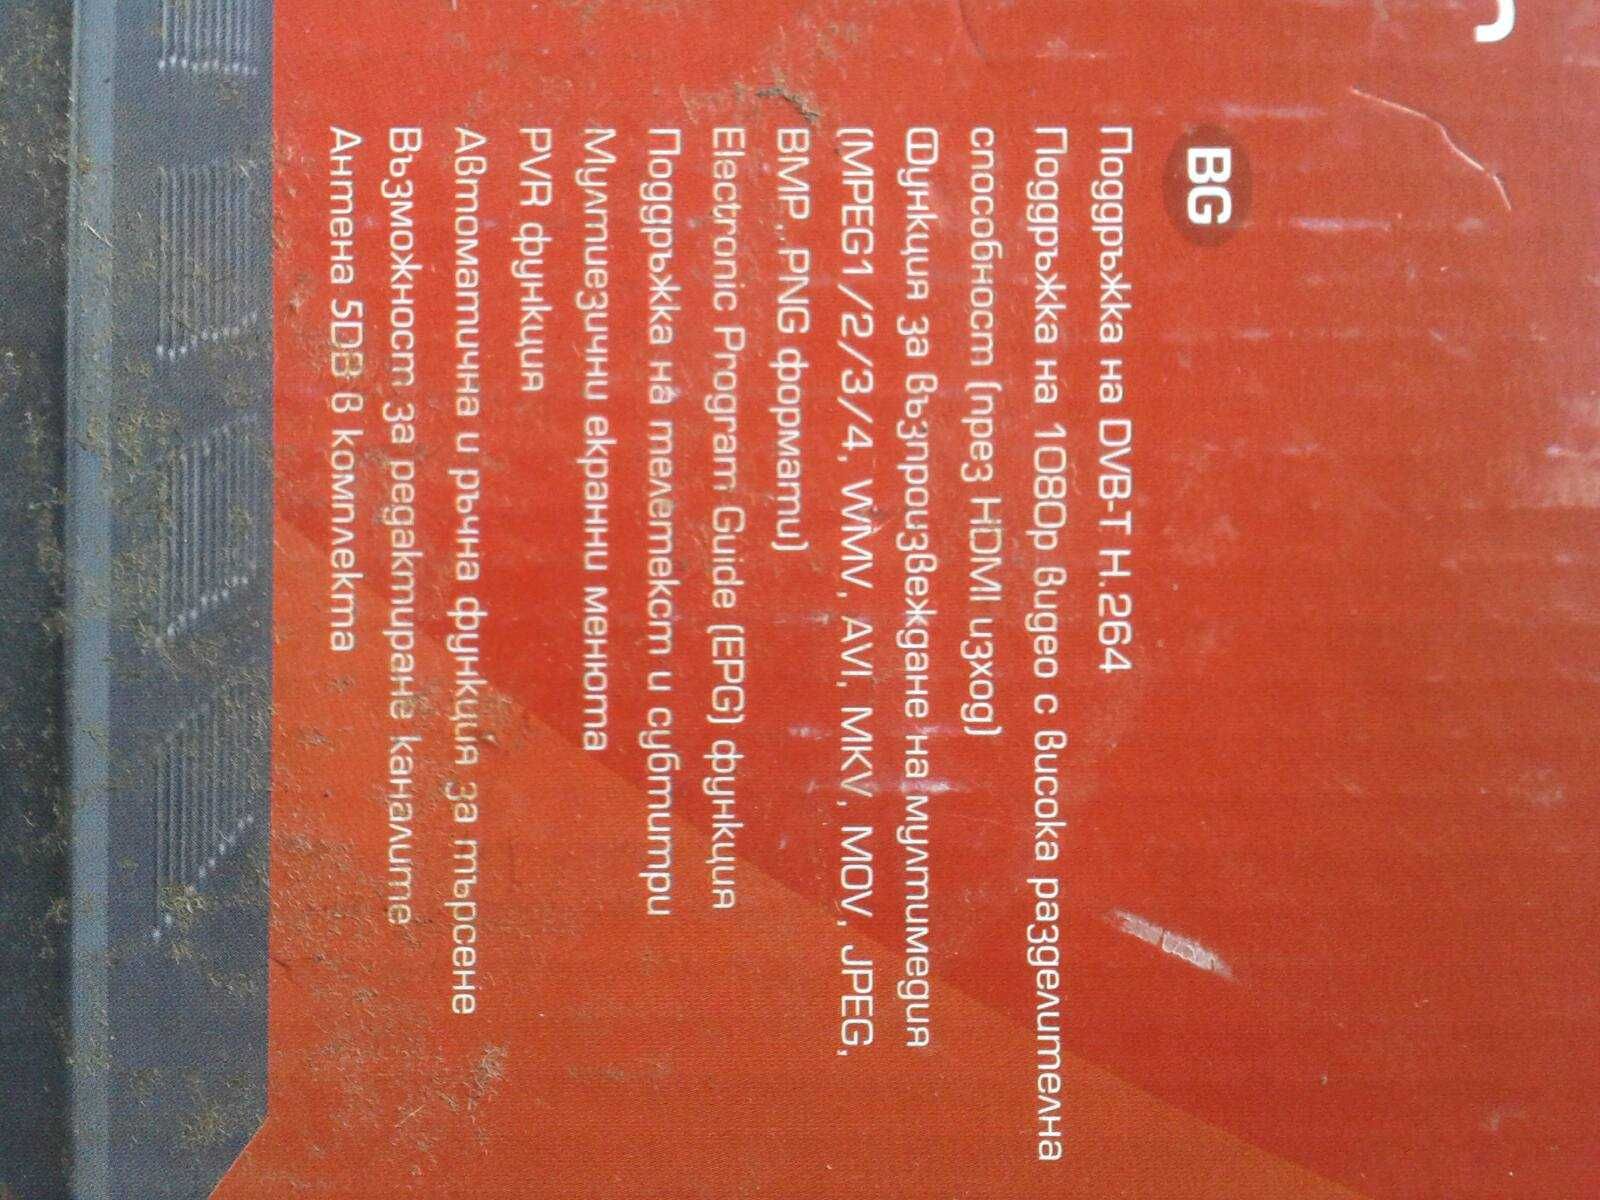 BG
Поддръжка на DVB-T H.264
Поддръжка на 1080p видео с висока разделителна
способност (през HDMI изход)
Функция за възпроизвеждане на мултимедия
(MPEG1/2/3/4, WMV, AVI, MKV, MOV, JPEG,
BMP, PNG формати)
Electronic Program Guide (EPG) функция
Поддръжка на телетекст и субтитри
Мултиезични екранни менюта
PVR функция
Автоматична и ръчна функция за търсене
Възможност за редактиране каналите
Антена 5DB в комплекта